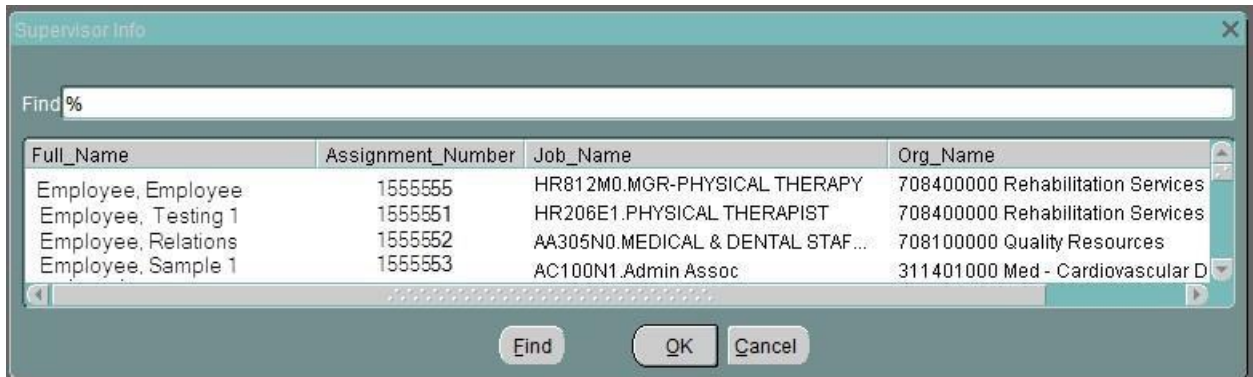 Supervisor Info
Find %
Full_Name Assignment_Number Job_Name Org_Name
Employee, Employee 1555555 HR812M0.MGR-PHYSICAL THERAPY 708400000 Rehabilitation Services
Employee, Testing 1 1555551 HR206E1.PHYSICAL THERAPIST 708400000 Rehabilitation Services
Employee, Relations 1555552 AA305N0.MEDICAL & DENTAL STAF... 708100000 Quality Resources
Employee, Sample 1 1555553 AC100N1.Admin Assoc 311401000 Med - Cardiovascular D
Find OK Cancel